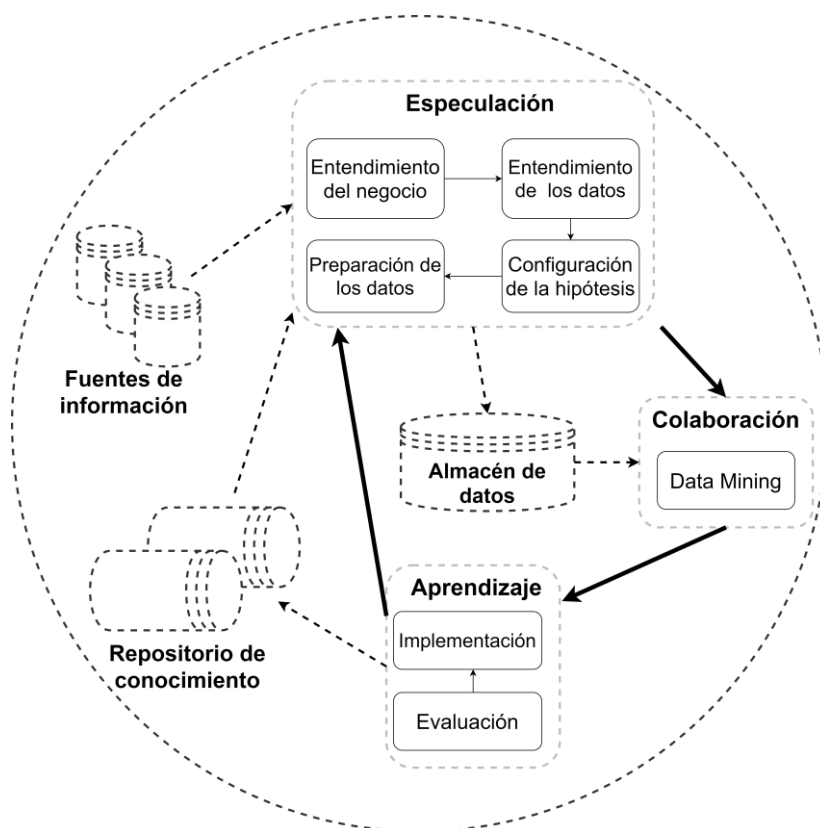 Especulación
Entendimiento
del negocio
Entendimiento
de los datos
Preparación de
los datos
Configuración
de la hipótesis
Fuentes de
información
Colaboración
Data Mining
Almacén de
datos
Aprendizaje
Implementación
Evaluación
Repositorio de
conocimiento